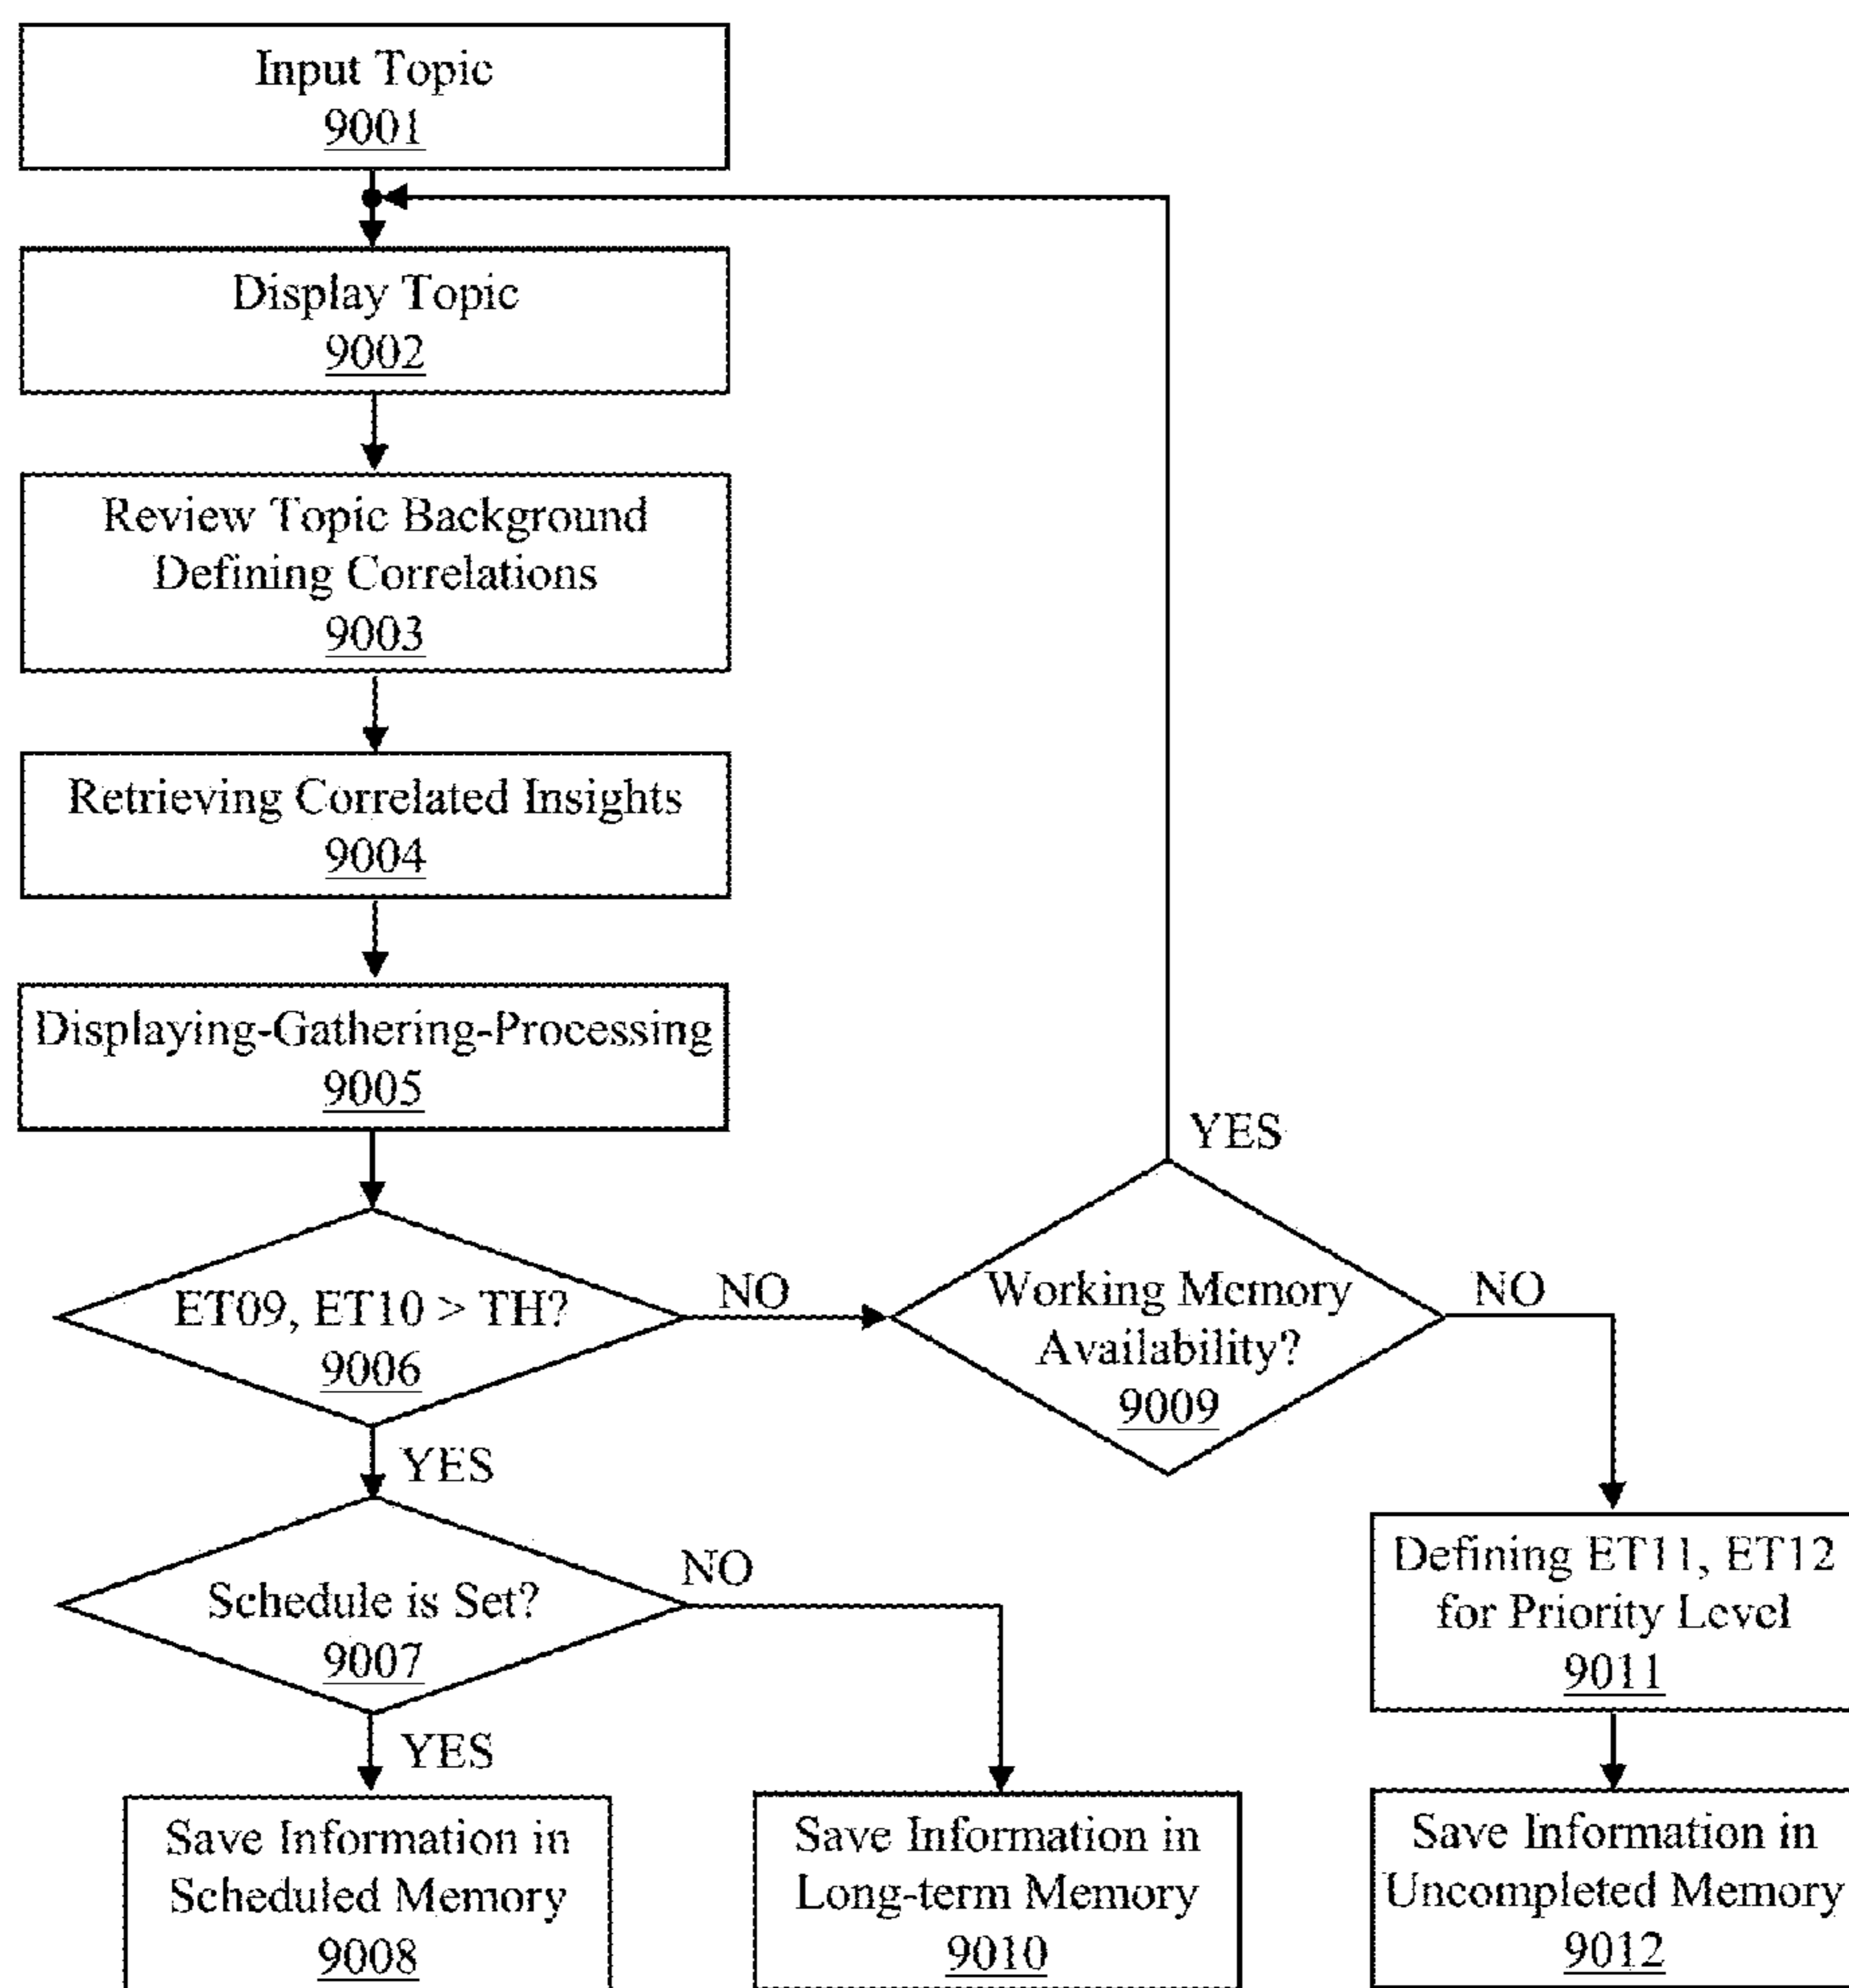 Input Topic
9001
Display Topic
9002
Review Topic Background
Defining Correlations
9003
Retrieving Correlated Insights
9004
Displaying-Gathering-Processing
9005
YES
ET09, ET10 > TH?
9006
NO
Working Memory
Availability?
9009
NO
YES
Schedule is Set?
9007
NO
Defining ET11, ET12
for Priority Level
9011
YES
Save Information in
Scheduled Memory
9008
Save Information in
Long-term Memory
9010
Save Information in
Uncompleted Memory
9012